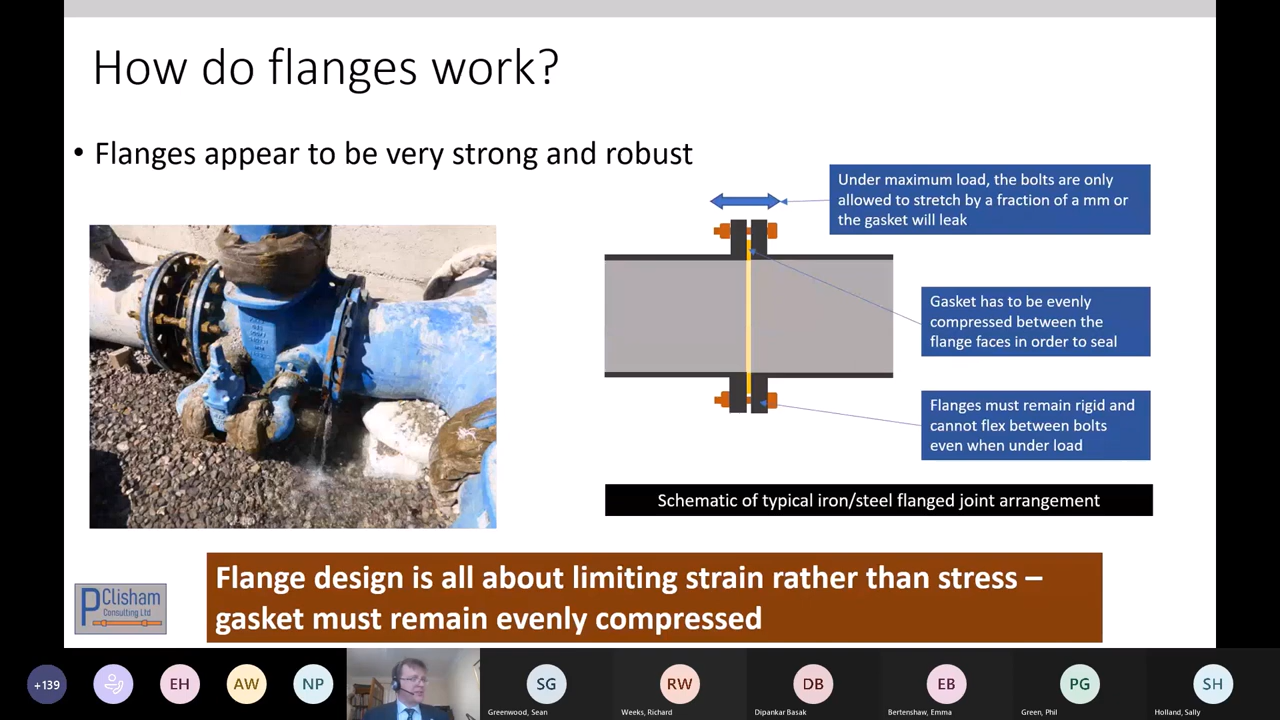 How do flanges work?
• Flanges appear to be very strong and robust
Under maximum load, the bolts are only
allowed to stretch by a fraction of a mm or
the gasket will leak
Gasket has to be evenly
compressed between the
flange faces in order to seal
Flanges must remain rigid and
cannot flex between bolts
even when under load
Schematic of typical iron/steel flanged joint arrangement
Flange design is all about limiting strain rather than stress –
gasket must remain evenly compressed
P Clisham
Consulting Ltd
+139
EH
AW
NP
SG
Greenwood, Sean
RW
Weeks, Richard
DB
Dipankar Basak
EB
Bertenshaw, Emma
PG
Green, Phil
SH
Holland, Sally